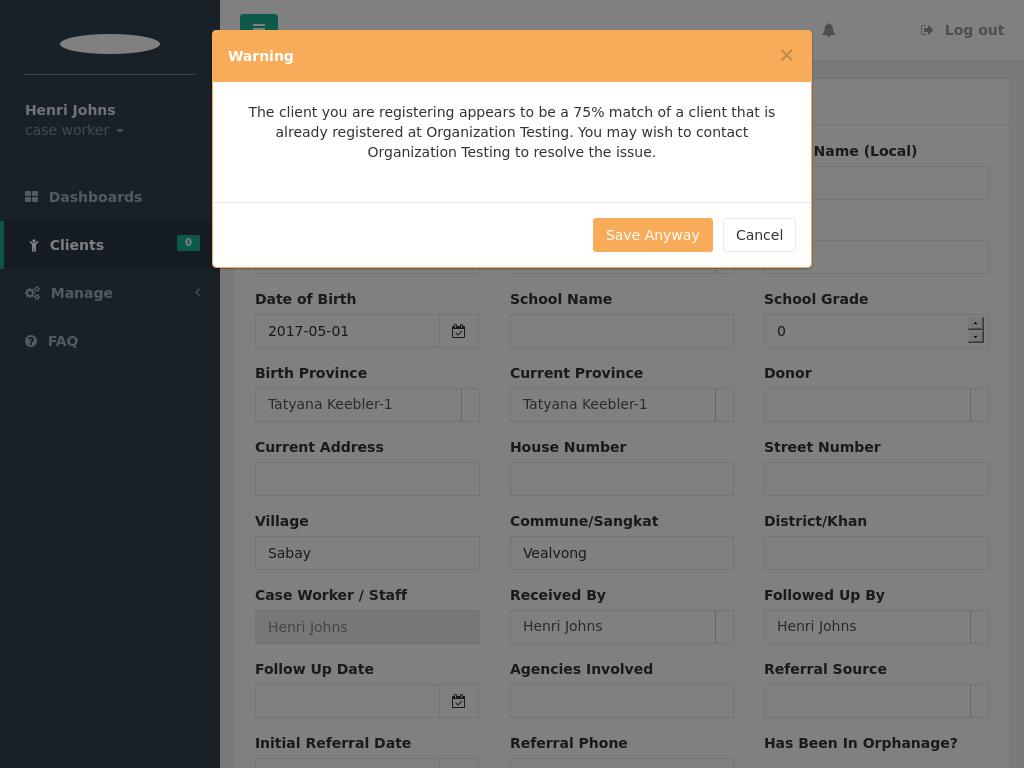 Log out
Warning
×
The client you are registering appears to be a 75% match of a client that is
already registered at Organization Testing. You may wish to contact
Organization Testing to resolve the issue.
Save Anyway
Cancel
Henri Johns
case worker
Dashboards
Clients
0
Manage
FAQ
Name (Local)
Date of Birth
School Name
School Grade
2017-05-01
0
Birth Province
Current Province
Donor
Tatyana Keebler-1
Tatyana Keebler-1
Current Address
House Number
Street Number
Village
Commune/Sangkat
District/Khan
Sabay
Vealvong
Case Worker / Staff
Received By
Followed Up By
Henri Johns
Henri Johns
Henri Johns
Follow Up Date
Agencies Involved
Referral Source
Initial Referral Date
Referral Phone
Has Been In Orphanage?